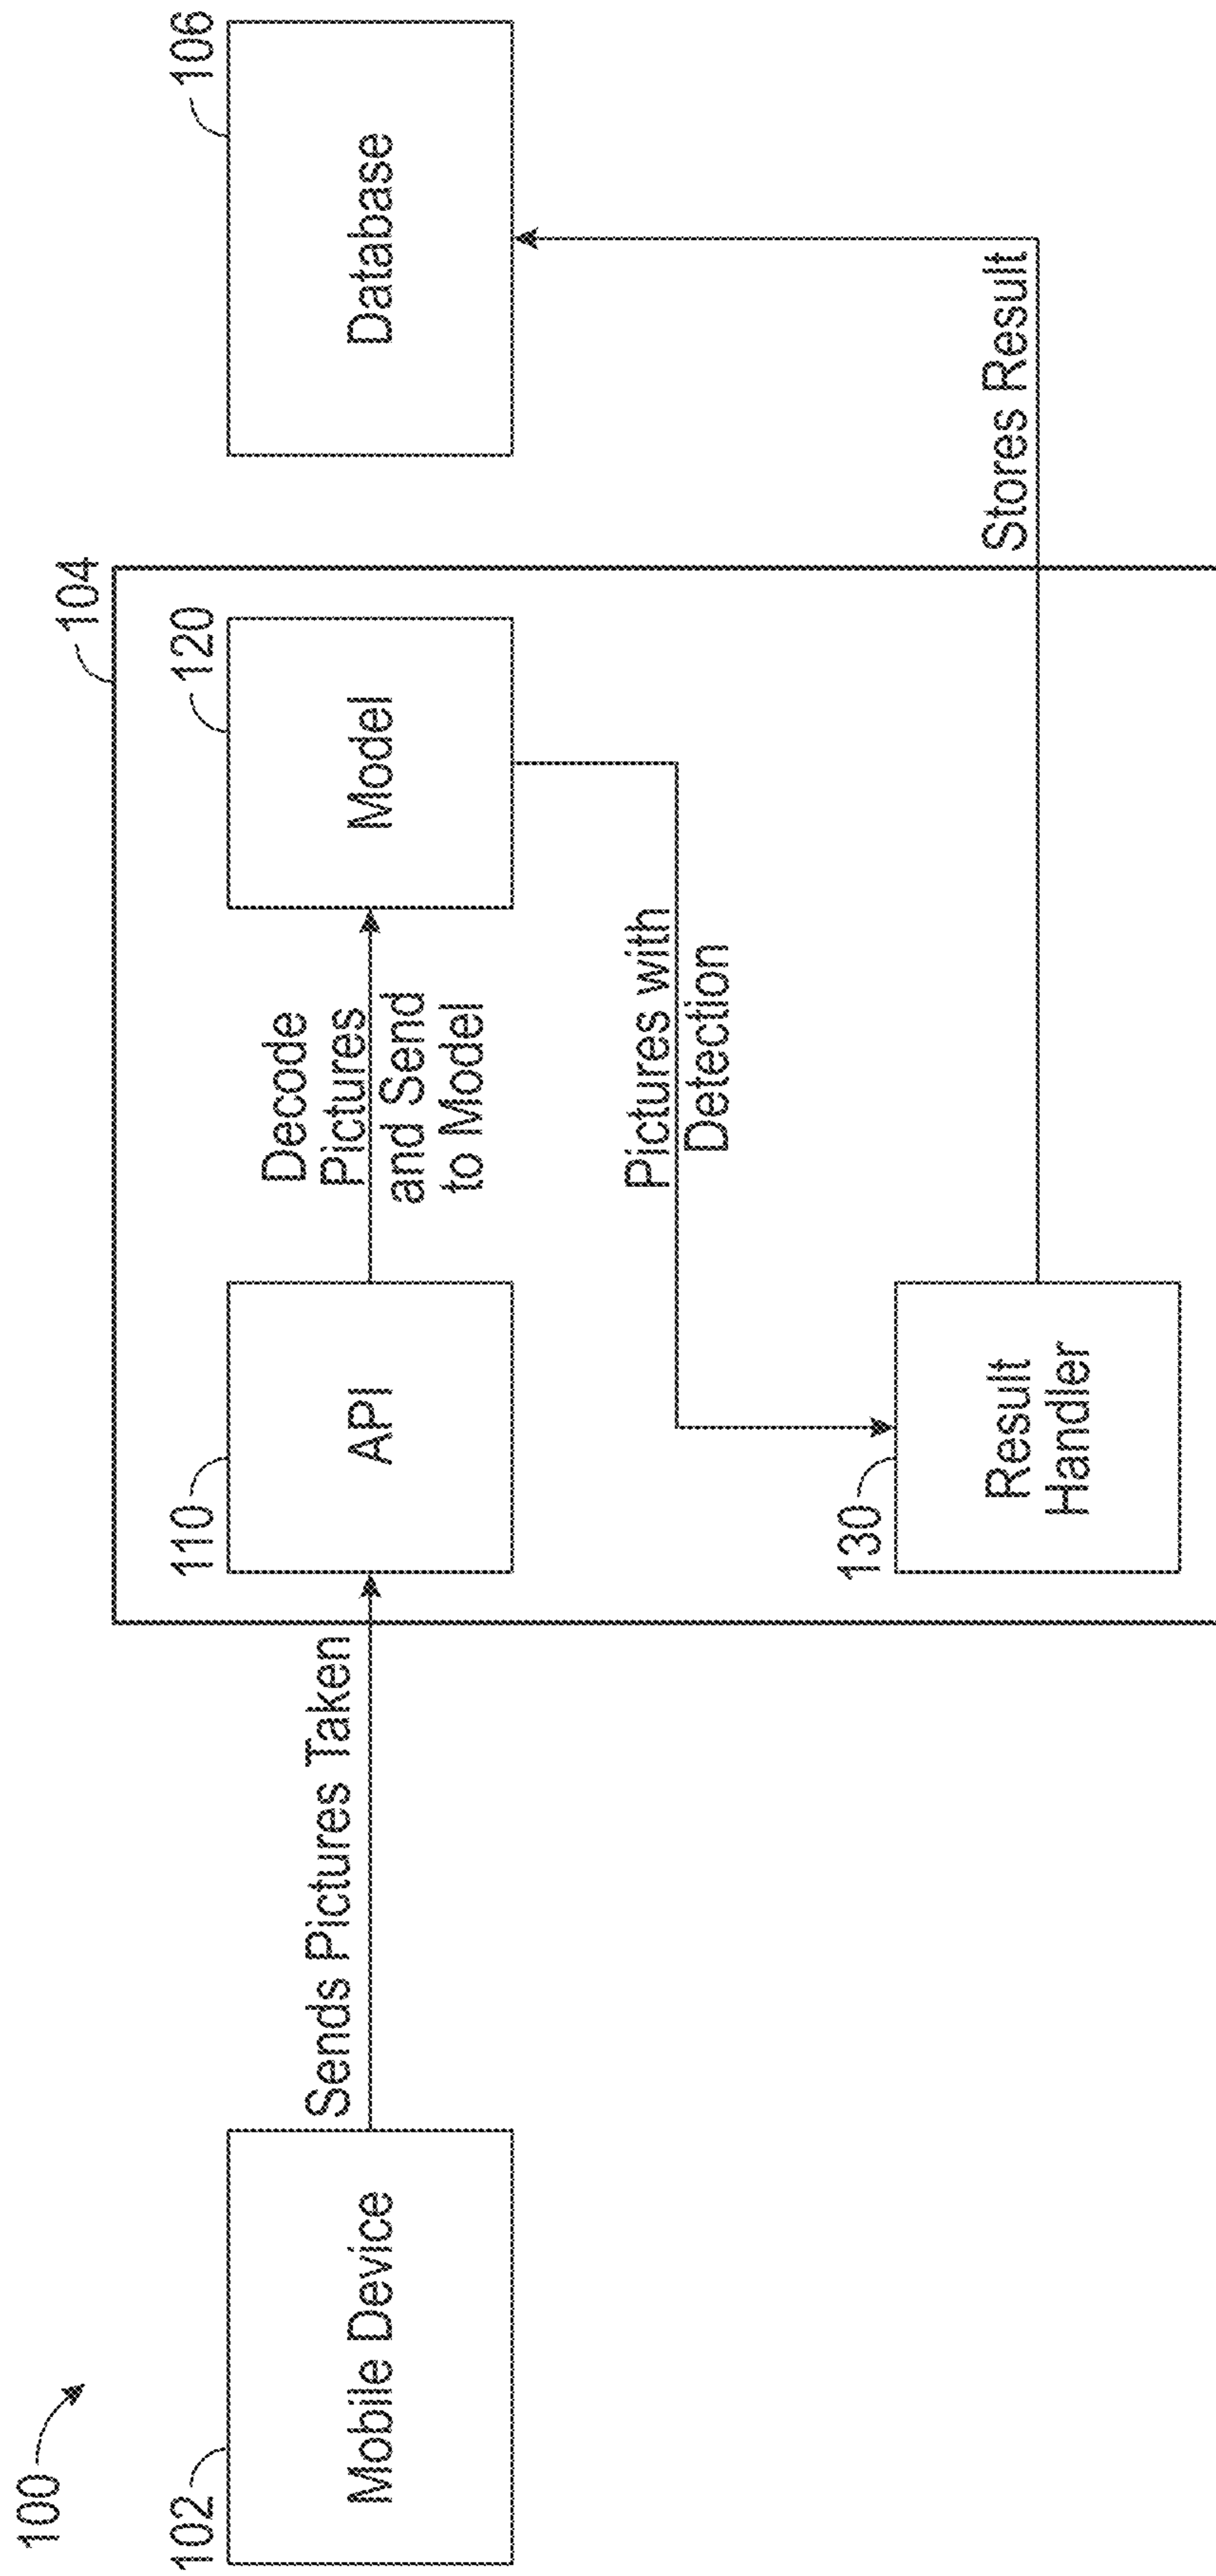 100
102
Mobile Device
Sends Pictures Taken
104
110
API
Decode
Pictures
and Send
to Model
120
Model
Pictures with
Detection
130
Result
Handler
Stores Result
106
Database